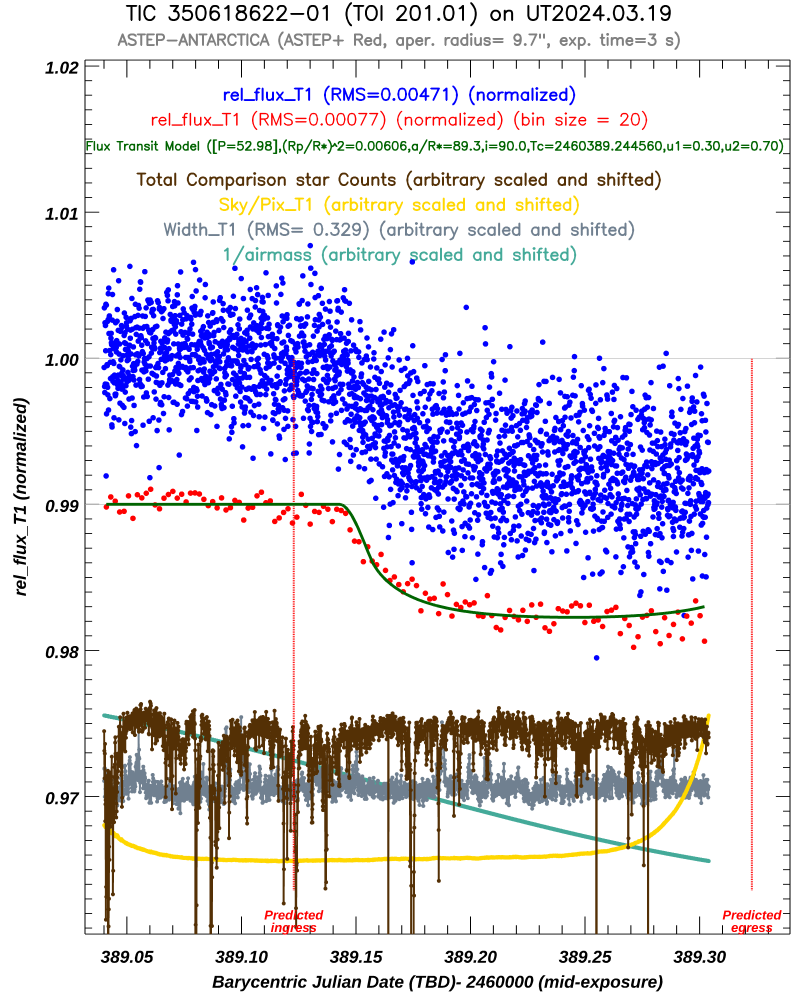 TIC 350618622−01 (TOI 201.01) on UT2024.03.19
ASTEP−ANTARCTICA (ASTEP+ Red, aper. radius= 9.7", exp. time=3 s)
rel_flux_T1 (RMS=0.00471) (normalized)
rel_flux_T1 (RMS=0.00077) (normalized) (bin size = 20)
Flux Transit Model ([P=52.98],(Rp/R*)^2=0.00606,a/R*=89.3,i=90.0,Tc=2460389.244560,u1=0.30,u2=0.70)
Total Comparison star Counts (arbitrary scaled and shifted)
Sky/Pix_T1 (arbitrary scaled and shifted)
Width_T1 (RMS= 0.329) (arbitrary scaled and shifted)
1/airmass (arbitrary scaled and shifted)
1.02
1.01
1.00
0.99
0.98
0.97
rel_flux_T1 (normalized)
Predicted
ingress
Predicted
egress
389.05 389.10 389.15 389.20 389.25 389.30
Barycentric Julian Date (TBD)- 2460000 (mid-exposure)